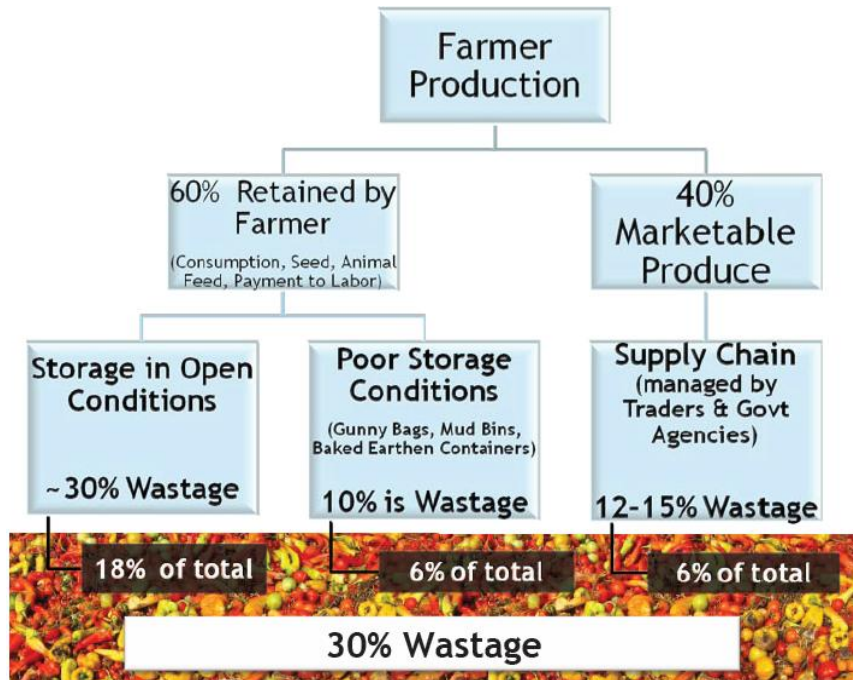 Farmer
Production
60% Retained by
Farmer
(Consumption, Seed, Animal
Feed, Payment to Labor)
40%
Marketable
Produce
Storage in Open
Conditions
~30% Wastage
Poor Storage
Conditions
(Gunny Bags, Mud Bins,
Baked Earthen Containers)
10% is Wastage
Supply Chain
(managed by
Traders & Govt
Agencies)
12-15% Wastage
18% of total
6% of total
6% of total
30% Wastage